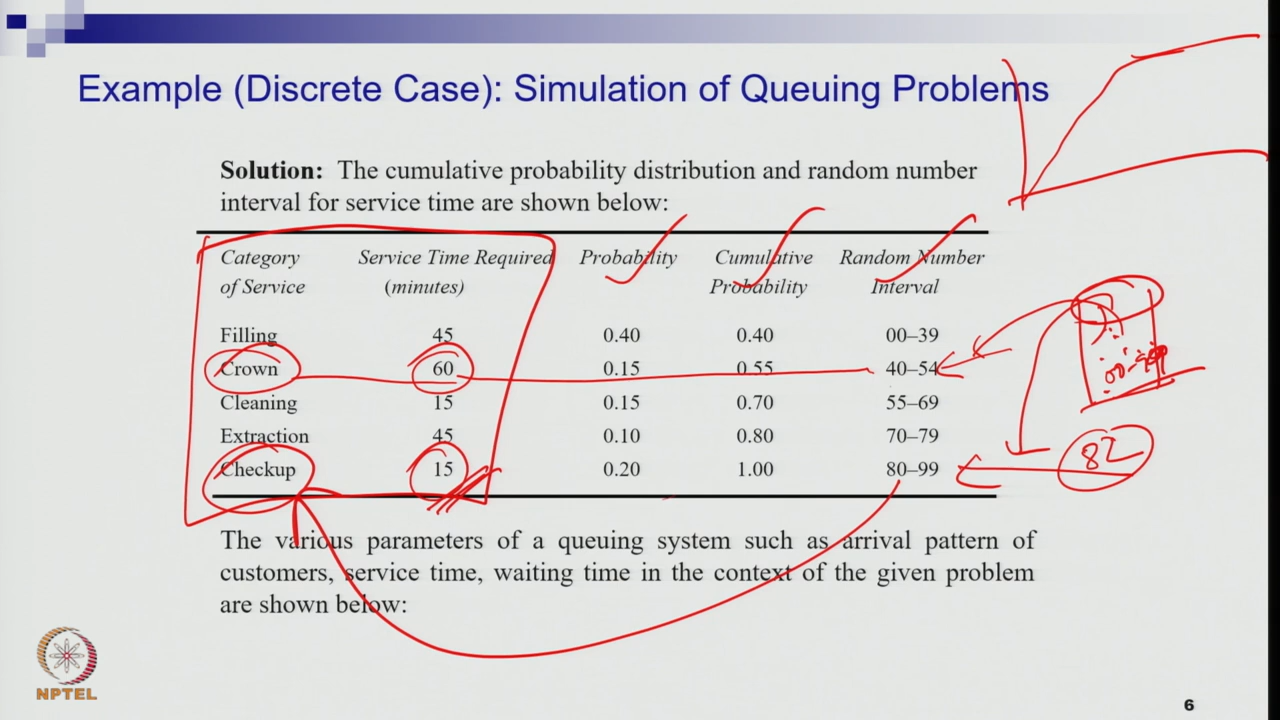 Example (Discrete Case): Simulation of Queuing Problems
Solution: The cumulative probability distribution and random number
interval for service time are shown below:
Category Service Time Required Probability Cumulative Random Number
of Service (minutes) Probability Interval
Filling 45 0.40 0.40 00–39
Crown 60 0.15 0.55 40–54
Cleaning 15 0.15 0.70 55–69
Extraction 45 0.10 0.80 70–79
Checkup 15 0.20 1.00 80–99
00-99
82
The various parameters of a queuing system such as arrival pattern of
customers, service time, waiting time in the context of the given problem
are shown below:
NPTEL
6